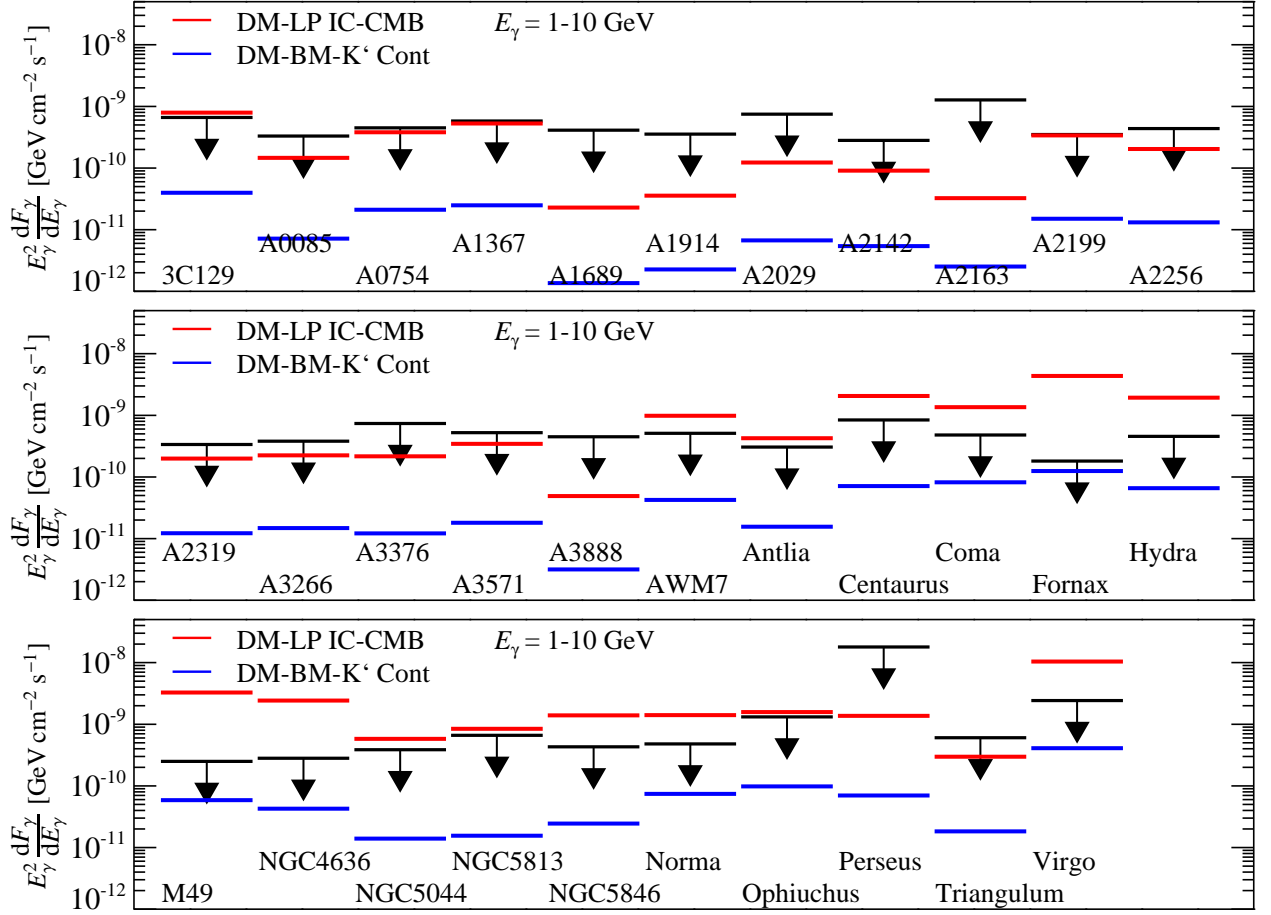 DM-LP IC-CMB
E_γ = 1-10 GeV
DM-BM-K‘ Cont
E_γ^2 dF_γ/dE_γ [GeV cm^−2 s^−1]
10^-8
10^-9
10^-10
10^-11
10^-12
A0085 A1367 A1914 A2142 A2199
3C129 A0754 A1689 A2029 A2163 A2256
DM-LP IC-CMB
E_γ = 1-10 GeV
DM-BM-K‘ Cont
E_γ^2 dF_γ/dE_γ [GeV cm^−2 s^−1]
10^-8
10^-9
10^-10
10^-11
10^-12
A2319 A3376 A3888 Antlia Coma Hydra
A3266 A3571 AWM7 Centaurus Fornax
DM-LP IC-CMB
E_γ = 1-10 GeV
DM-BM-K‘ Cont
E_γ^2 dF_γ/dE_γ [GeV cm^−2 s^−1]
10^-8
10^-9
10^-10
10^-11
10^-12
NGC4636 NGC5813 Norma Perseus Virgo
M49 NGC5044 NGC5846 Ophiuchus Triangulum